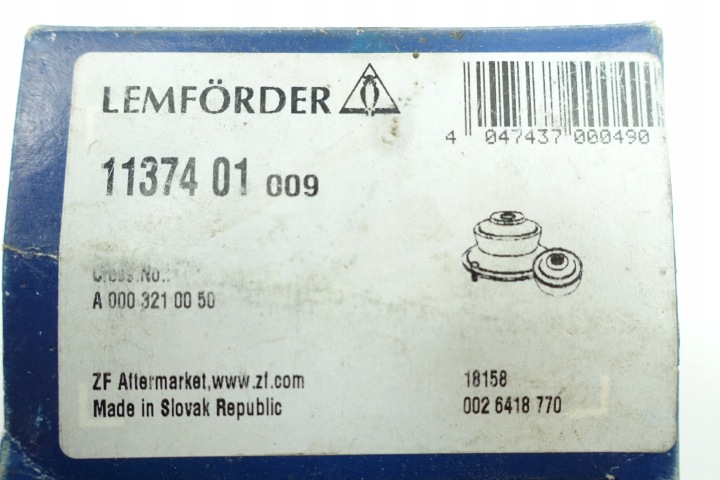 LEMFÖRDER
4 047437 000490
11374 01 009
Cross No.:
A 000 321 00 50
ZF Aftermarket,www.zf.com
18158
Made in Slovak Republic
002 6418 770